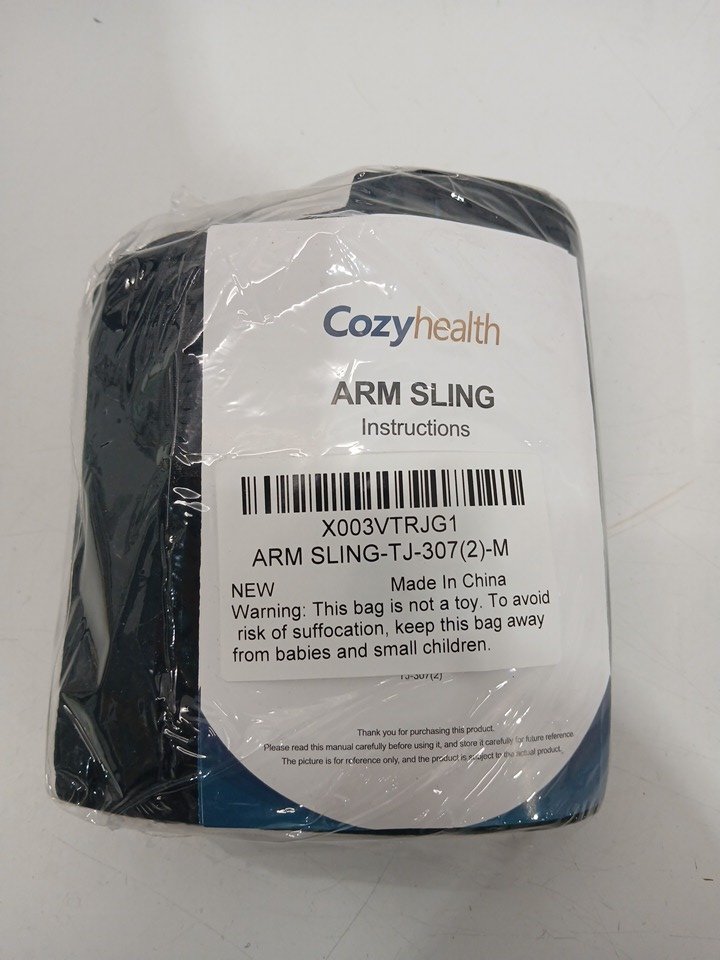 Cozyhealth
ARM SLING
Instructions
X003VTRJG1
ARM SLING-TJ-307(2)-M
NEW Made In China
Warning: This bag is not a toy. To avoid
risk of suffocation, keep this bag away
from babies and small children.
TJ-307(2)
Thank you for purchasing this product.
Please read this manual carefully before using it, and store it carefully for future reference.
The picture is for reference only, and the product is subject to the actual product.